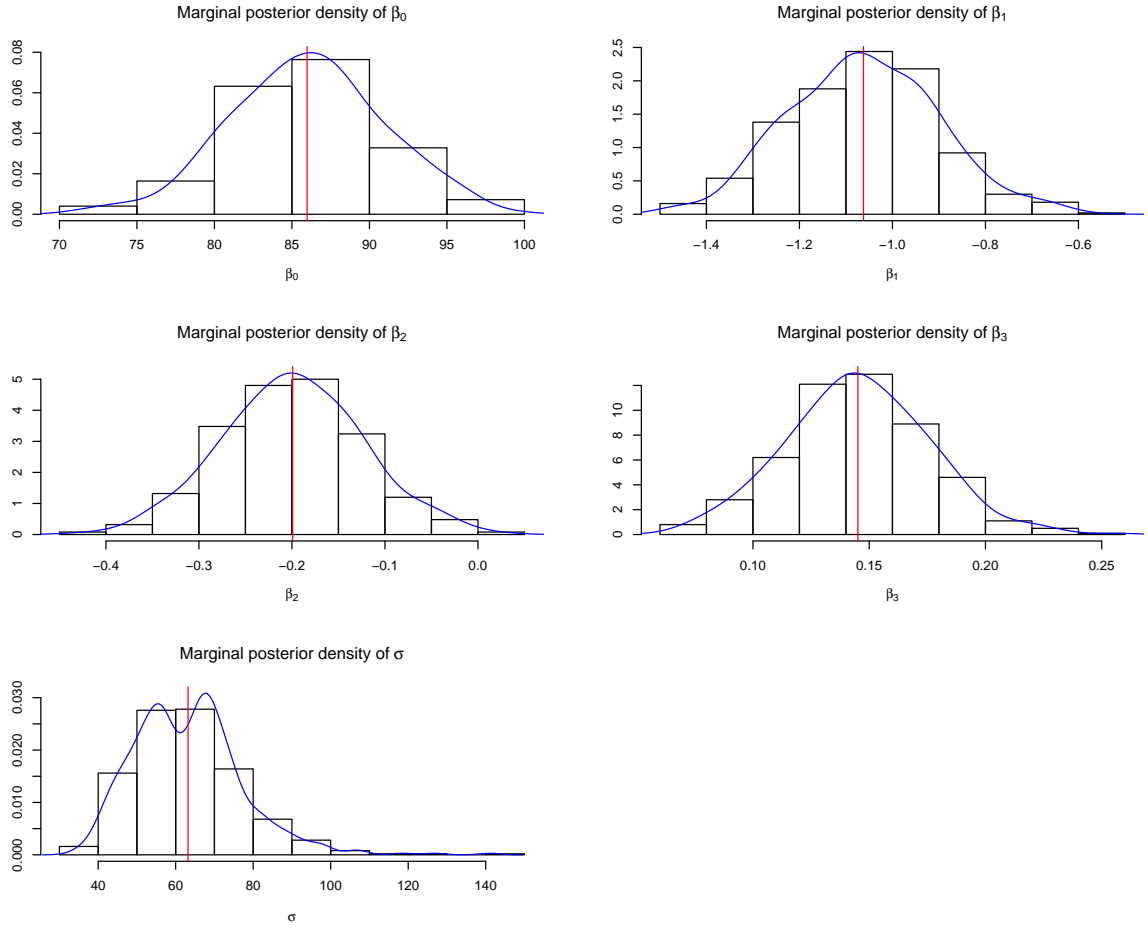 Marginal posterior density of β0
0.00 0.02 0.04 0.06 0.08
70 75 80 85 90 95 100
β0
Marginal posterior density of β1
0.0 0.5 1.0 1.5 2.0 2.5
−1.4 −1.2 −1.0 −0.8 −0.6
β1
Marginal posterior density of β2
0 1 2 3 4 5
−0.4 −0.3 −0.2 −0.1 0.0
β2
Marginal posterior density of β3
0 2 4 6 8 10
0.10 0.15 0.20 0.25
β3
Marginal posterior density of σ
0.000 0.010 0.020 0.030
40 60 80 100 120 140
σ